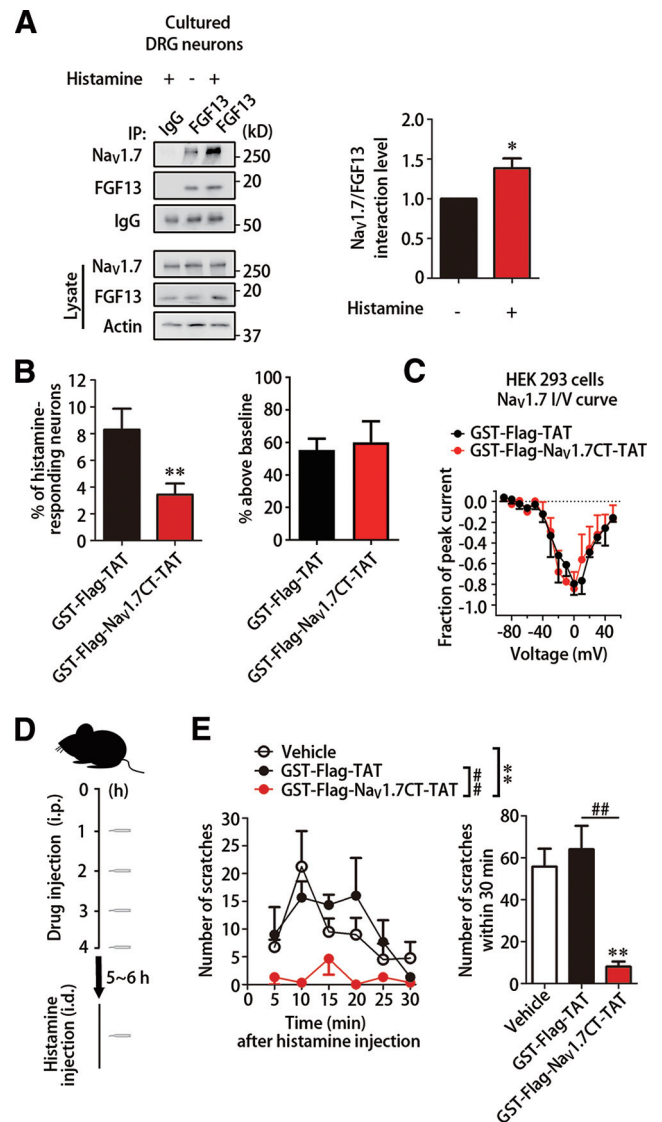 A
Cultured
DRG neurons
Histamine + - +
IP: IgG FGF13 FGF13 (kD)
NaV1.7 250
FGF13 20
IgG 50
Lysate
NaV1.7 250
FGF13 20
Actin 37
NaV1.7/FGF13
interaction level
2.0
1.5
1.0
0.5
0
*
Histamine - +
B
% of histamine-
responding neurons
12
10
8
6
4
2
0
**
GST-Flag-TAT
GST-Flag-NaV1.7CT-TAT
% above baseline
100
80
60
40
20
0
GST-Flag-TAT
GST-Flag-NaV1.7CT-TAT
C
HEK 293 cells
NaV1.7 I/V curve
GST-Flag-TAT
GST-Flag-NaV1.7CT-TAT
Fraction of peak current
0.0
-0.2
-0.4
-0.6
-0.8
-1.0
-80 -40 0 40
Voltage (mV)
D
0 (h)
1
2
3
4
Drug injection (i.p.)
5~6 h
Histamine
injection (i.d.)
E
Vehicle
GST-Flag-TAT
GST-Flag-NaV1.7CT-TAT
##
**
Number of scratches
30
25
20
15
10
5
0
5 10 15 20 25 30
Time (min)
after histamine injection
Number of scratches
within 30 min
80
60
40
20
0
##
**
Vehicle
GST-Flag-TAT
GST-Flag-NaV1.7CT-TAT